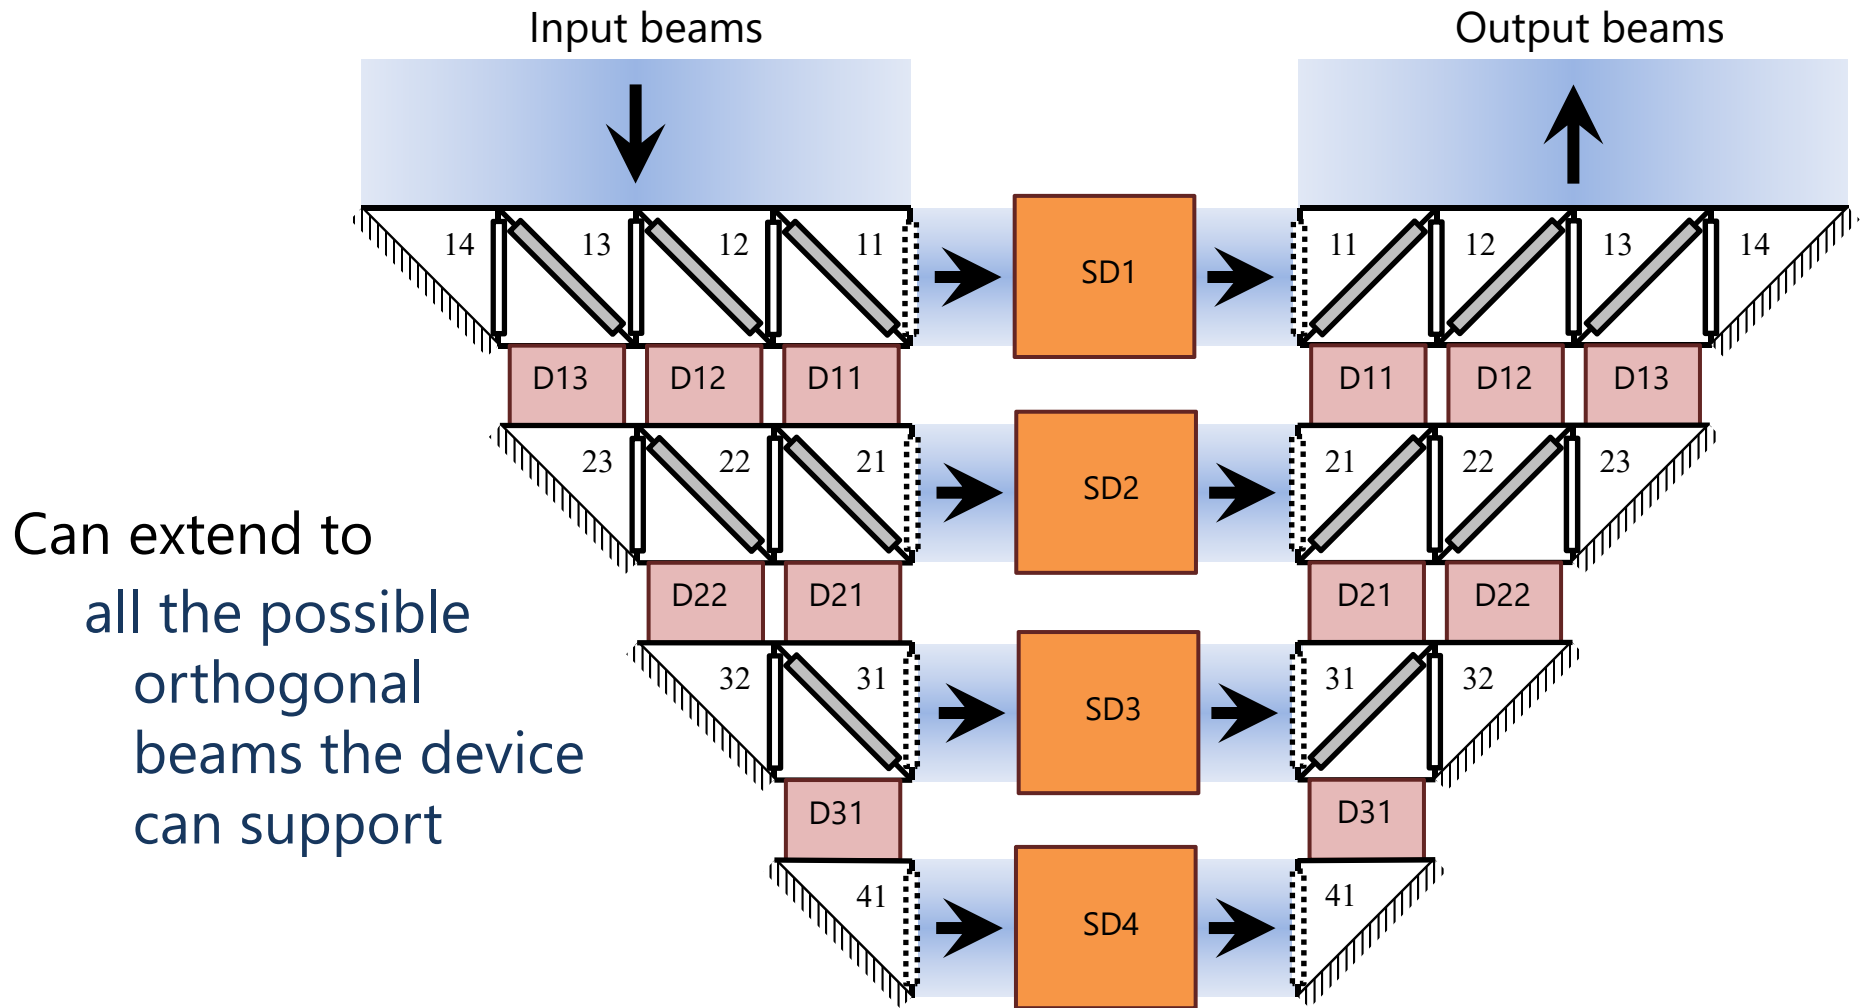 Input beams
Output beams
14 13 12 11
SD1
11 12 13 14
D13 D12 D11
D11 D12 D13
23 22 21
SD2
21 22 23
Can extend to
all the possible
orthogonal
beams the device
can support
D22 D21
D21 D22
32 31
SD3
31 32
D31
D31
41
SD4
41